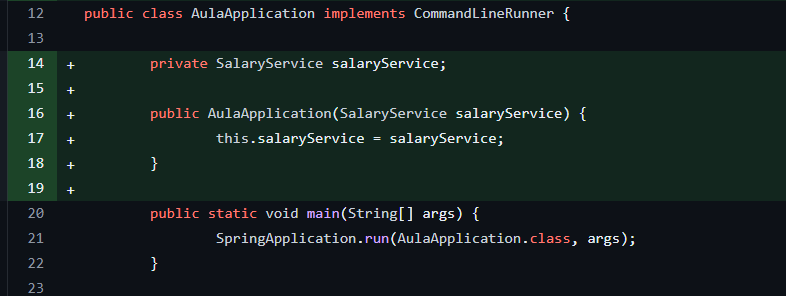 12 public class AulaApplication implements CommandLineRunner {
13
14 + private SalaryService salaryService;
15 +
16 + public AulaApplication(SalaryService salaryService) {
17 + this.salaryService = salaryService;
18 + }
19 +
20 public static void main(String[] args) {
21 SpringApplication.run(AulaApplication.class, args);
22 }
23